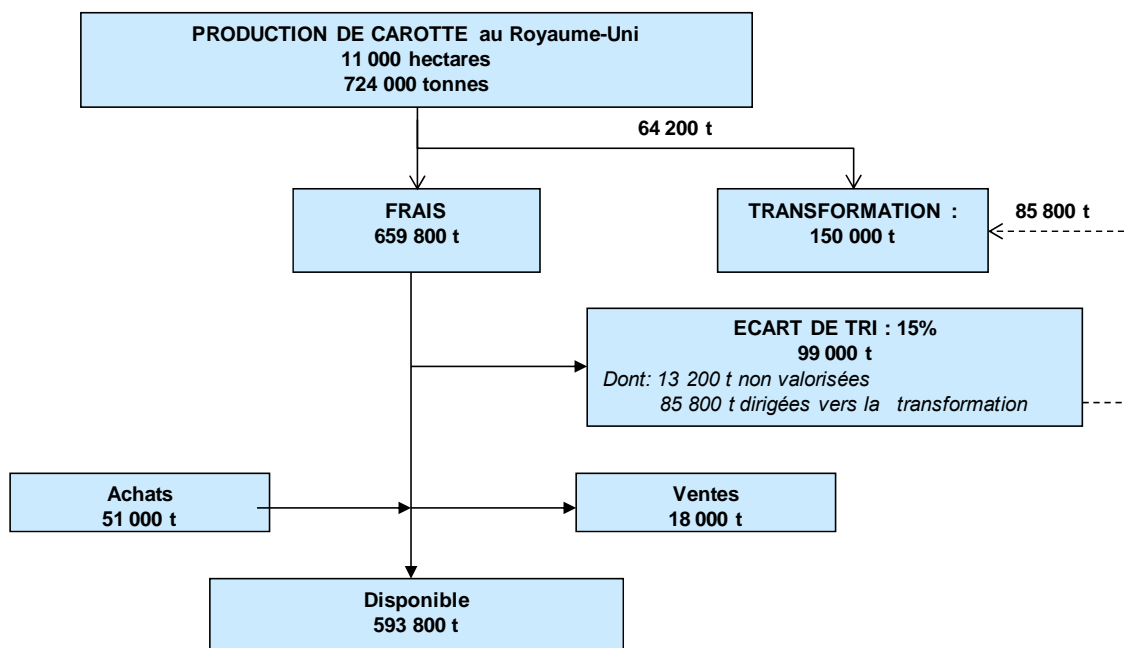 PRODUCTION DE CAROTTE au Royaume-Uni
11 000 hectares
724 000 tonnes
64 200 t
FRAIS
659 800 t
TRANSFORMATION :
150 000 t
85 800 t
ECART DE TRI : 15%
99 000 t
Dont: 13 200 t non valorisées
85 800 t dirigées vers la transformation
Achats
51 000 t
Ventes
18 000 t
Disponible
593 800 t